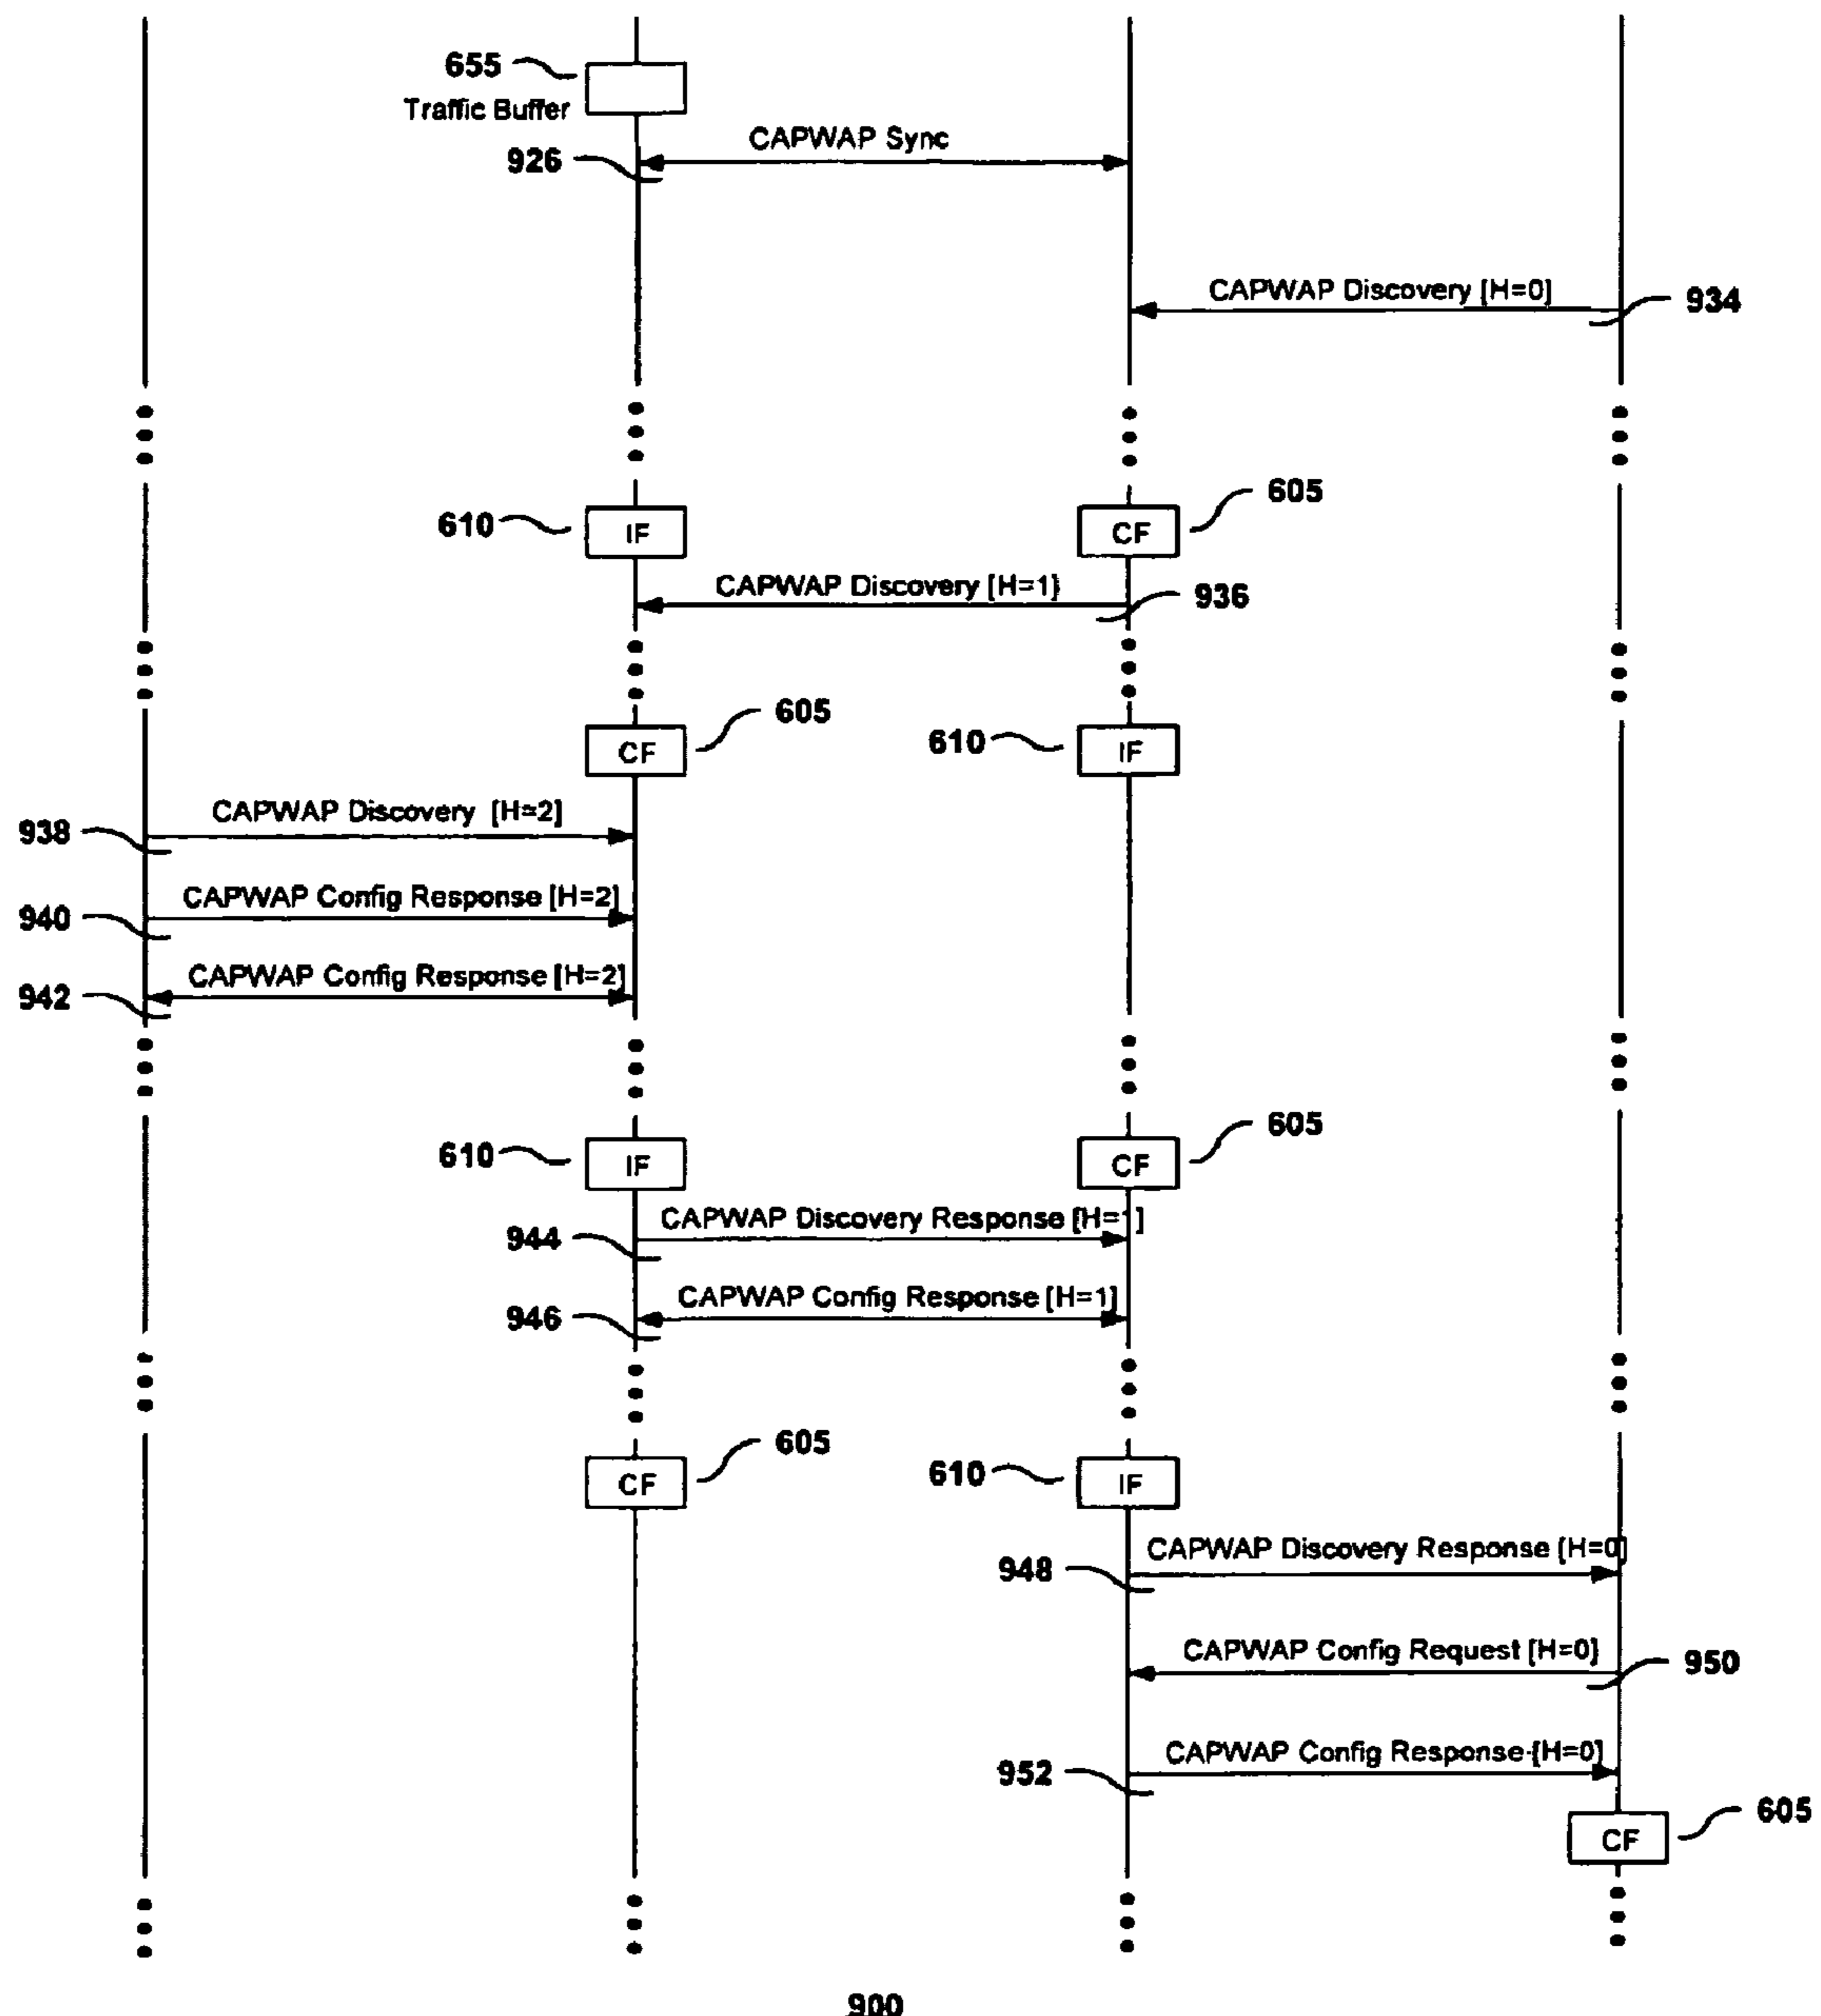 655
Traffic Buffer
CAPWAP Sync
926
CAPWAP Discovery [H=0]
934
605
610
IF
CF
CAPWAP Discovery [H=1]
936
605
610
CF
IF
CAPWAP Discovery [H=2]
938
CAPWAP Config Response [H=2]
940
CAPWAP Config Response [H=2]
942
605
610
IF
CF
CAPWAP Discovery Response [H=1]
944
CAPWAP Config Response [H=1]
946
605
610
CF
IF
CAPWAP Discovery Response [H=0]
948
CAPWAP Config Request [H=0]
950
CAPWAP Config Response [H=0]
952
605
CF
900